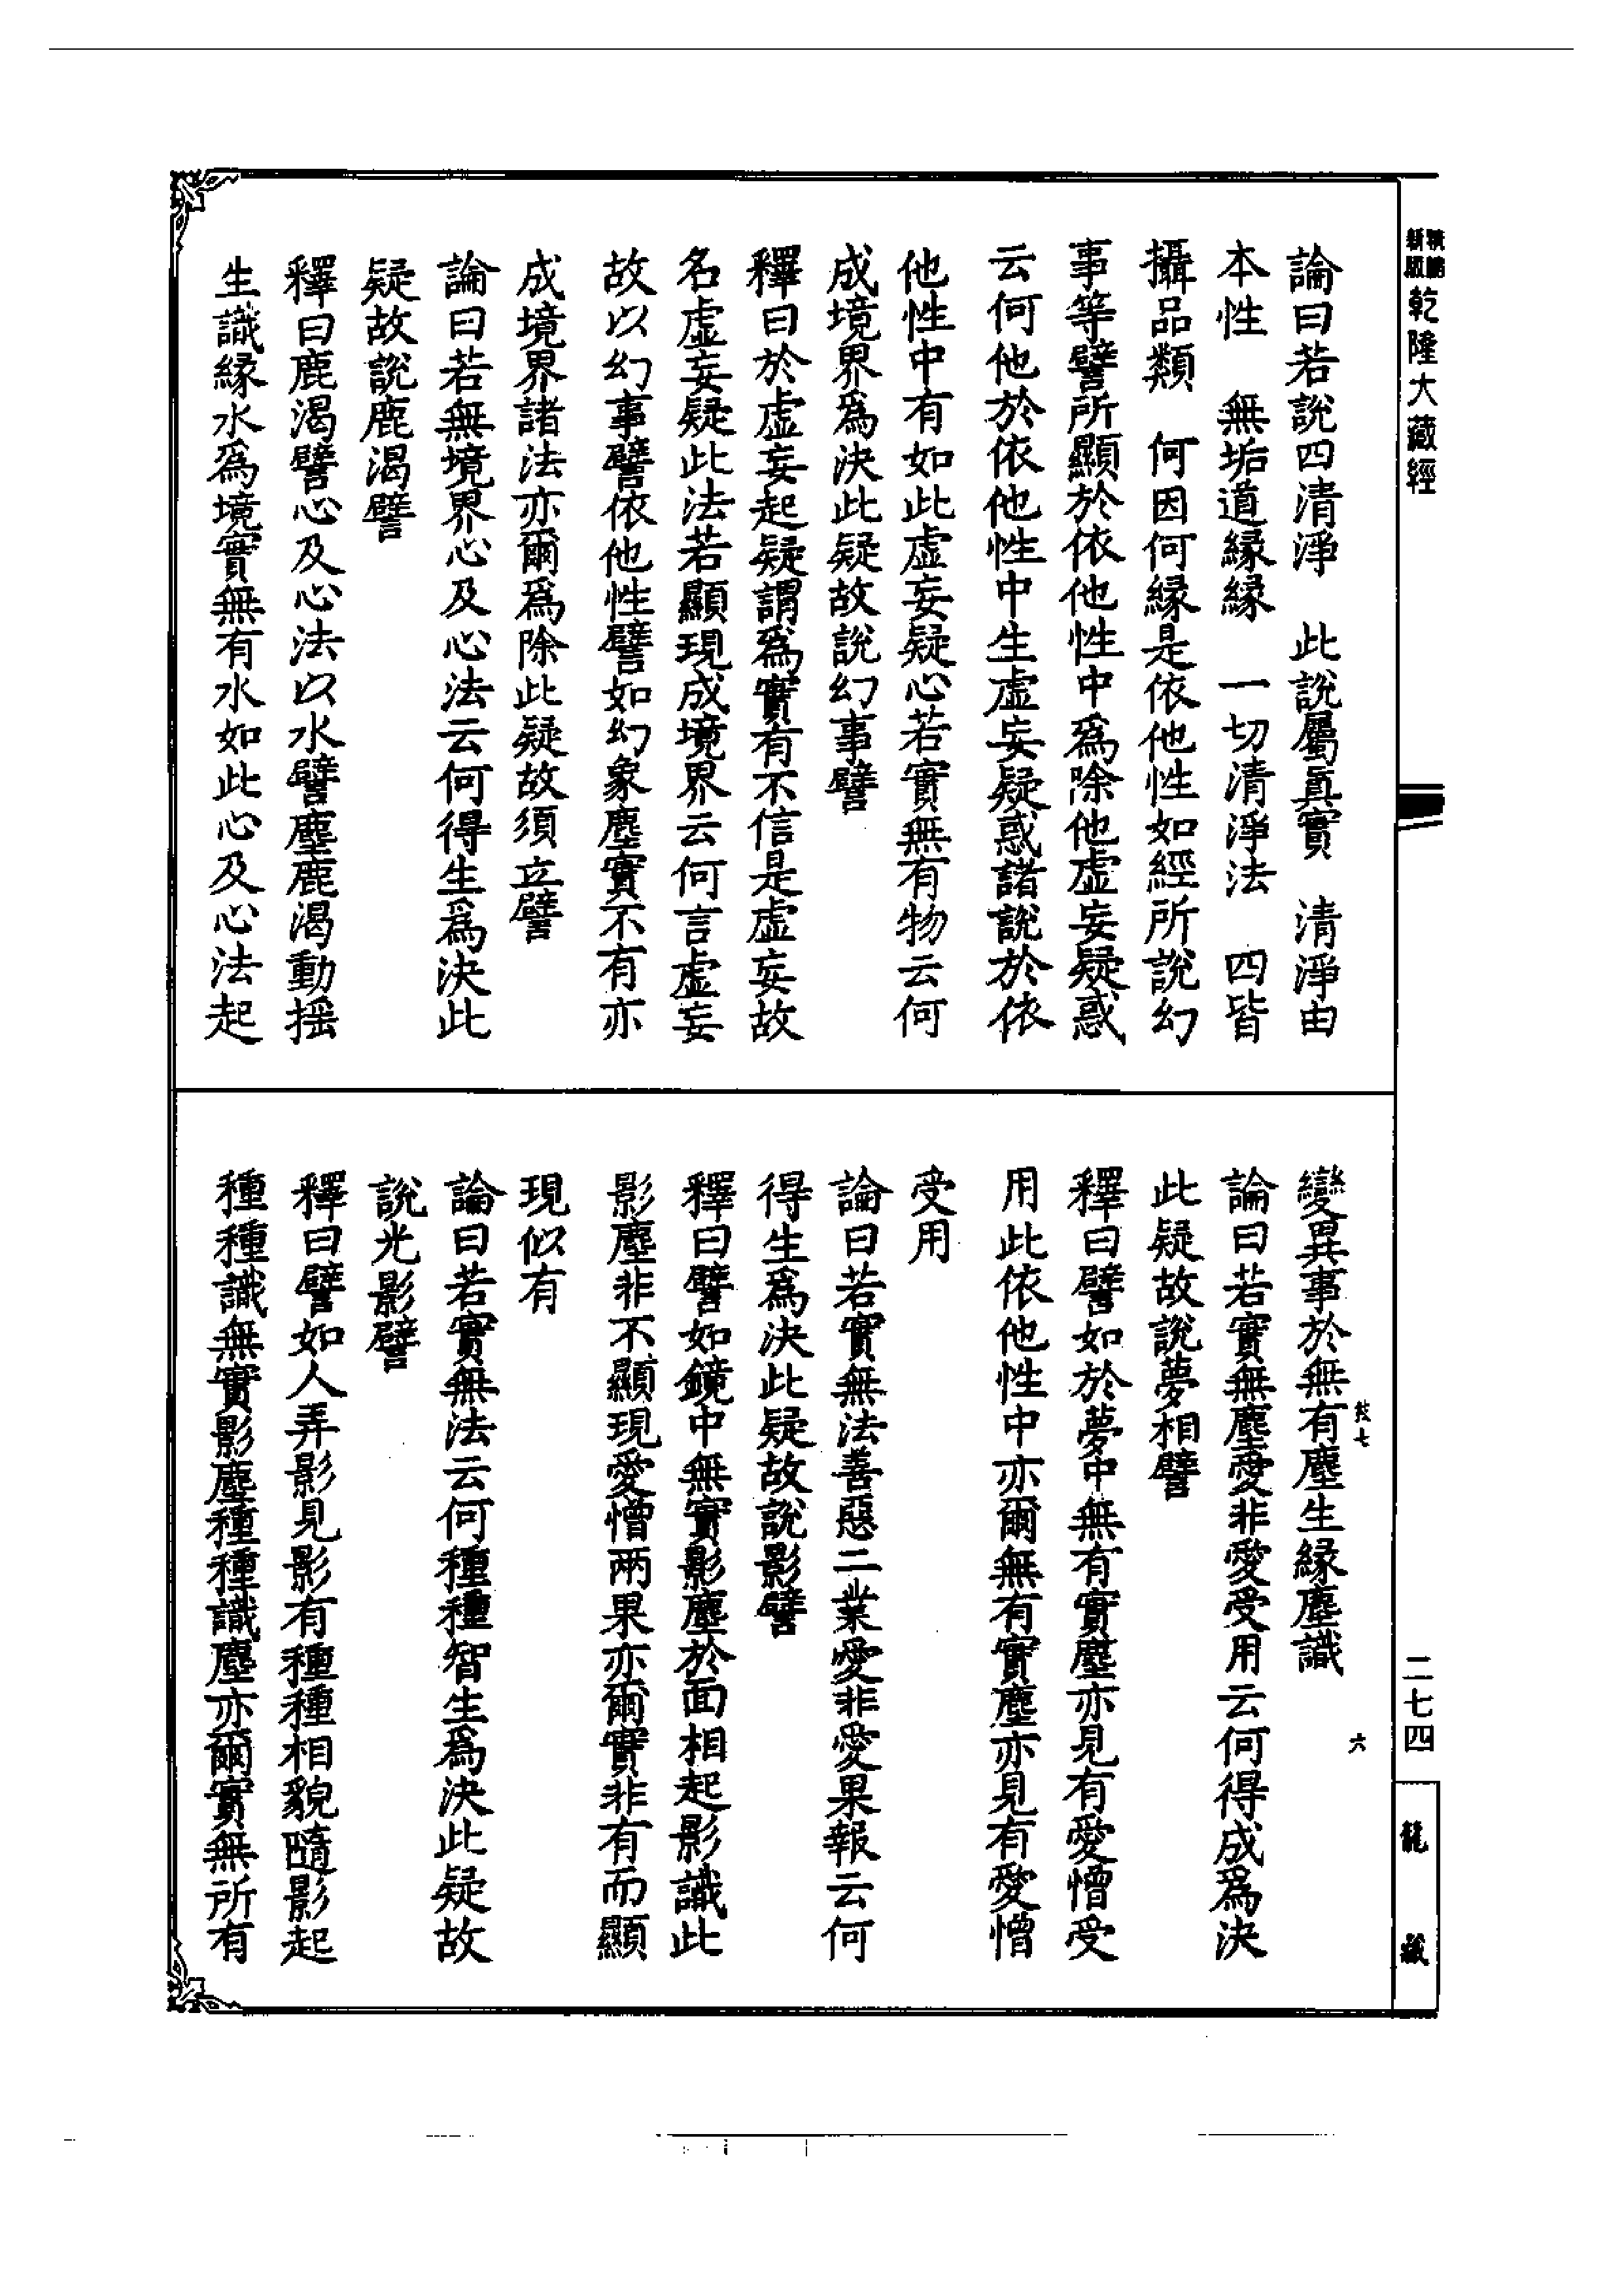 新版
乾隆大藏經
論曰若說四清淨　此說屬眞實　清淨由
本性　無垢道緣緣　一切清淨法　四皆
攝品類　何因何緣是依他性如經所說幻
事等譬所顯於依他性中爲除他虛妄疑惑
云何他於依他性中生虛妄疑惑諸說於依
他性中有如此虛妄疑心若實無有物云何
成境界爲決此疑故說幻事譬
釋曰於虛妄起疑謂爲實有不信是虛妄故
名虛妄疑此法若顯現成境界云何言虛妄
故以幻事譬依他性譬如幻象塵實不有亦
成境界諸法亦爾爲除此疑故須立譬
論曰若無境界心及心法云何得生爲決此
疑故說鹿渴譬
釋曰鹿渴譬心及心法以水譬塵鹿渴動搖
生識緣水爲境實無有水如此心及心法起
變異事於無有塵生緣塵識
論曰若實無塵愛非愛受用云何得成爲決
此疑故說夢相譬
釋曰譬如於夢中無有實塵亦見有愛憎受
用此依他性中亦爾無有實塵亦見有愛憎
受用
論曰若實無法善惡二業愛非愛果報云何
得生爲決此疑故說影譬
釋曰譬如鏡中無實影塵於面相起影識此
影塵非不顯現愛憎兩果亦爾實非有而顯
現似有
論曰若實無法云何種種智生爲決此疑故
說光影譬
釋曰譬如人弄影見影有種種相貌隨影起
種種識無實影塵種種識塵亦爾實無所有
六
二七四
龍藏